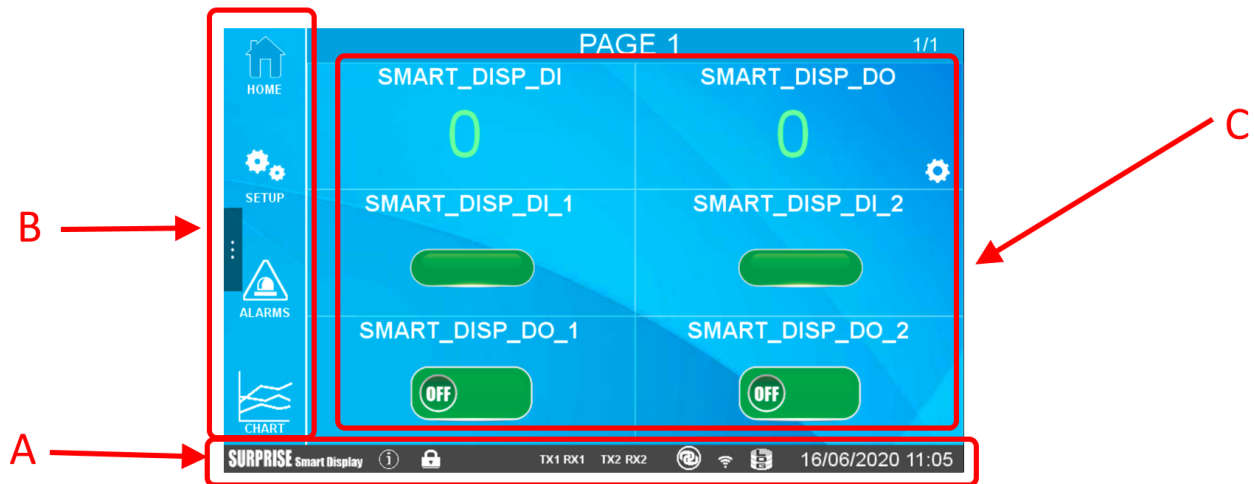 PAGE 1 1/1
HOME
SMART_DISP_DI SMART_DISP_DO
0 0
SETUP
SMART_DISP_DI_1 SMART_DISP_DI_2
B
C
ALARMS
SMART_DISP_DO_1 SMART_DISP_DO_2
OFF OFF
CHART
A
SURPRISE Smart Display i TX1 RX1 TX2 RX2 16/06/2020 11:05